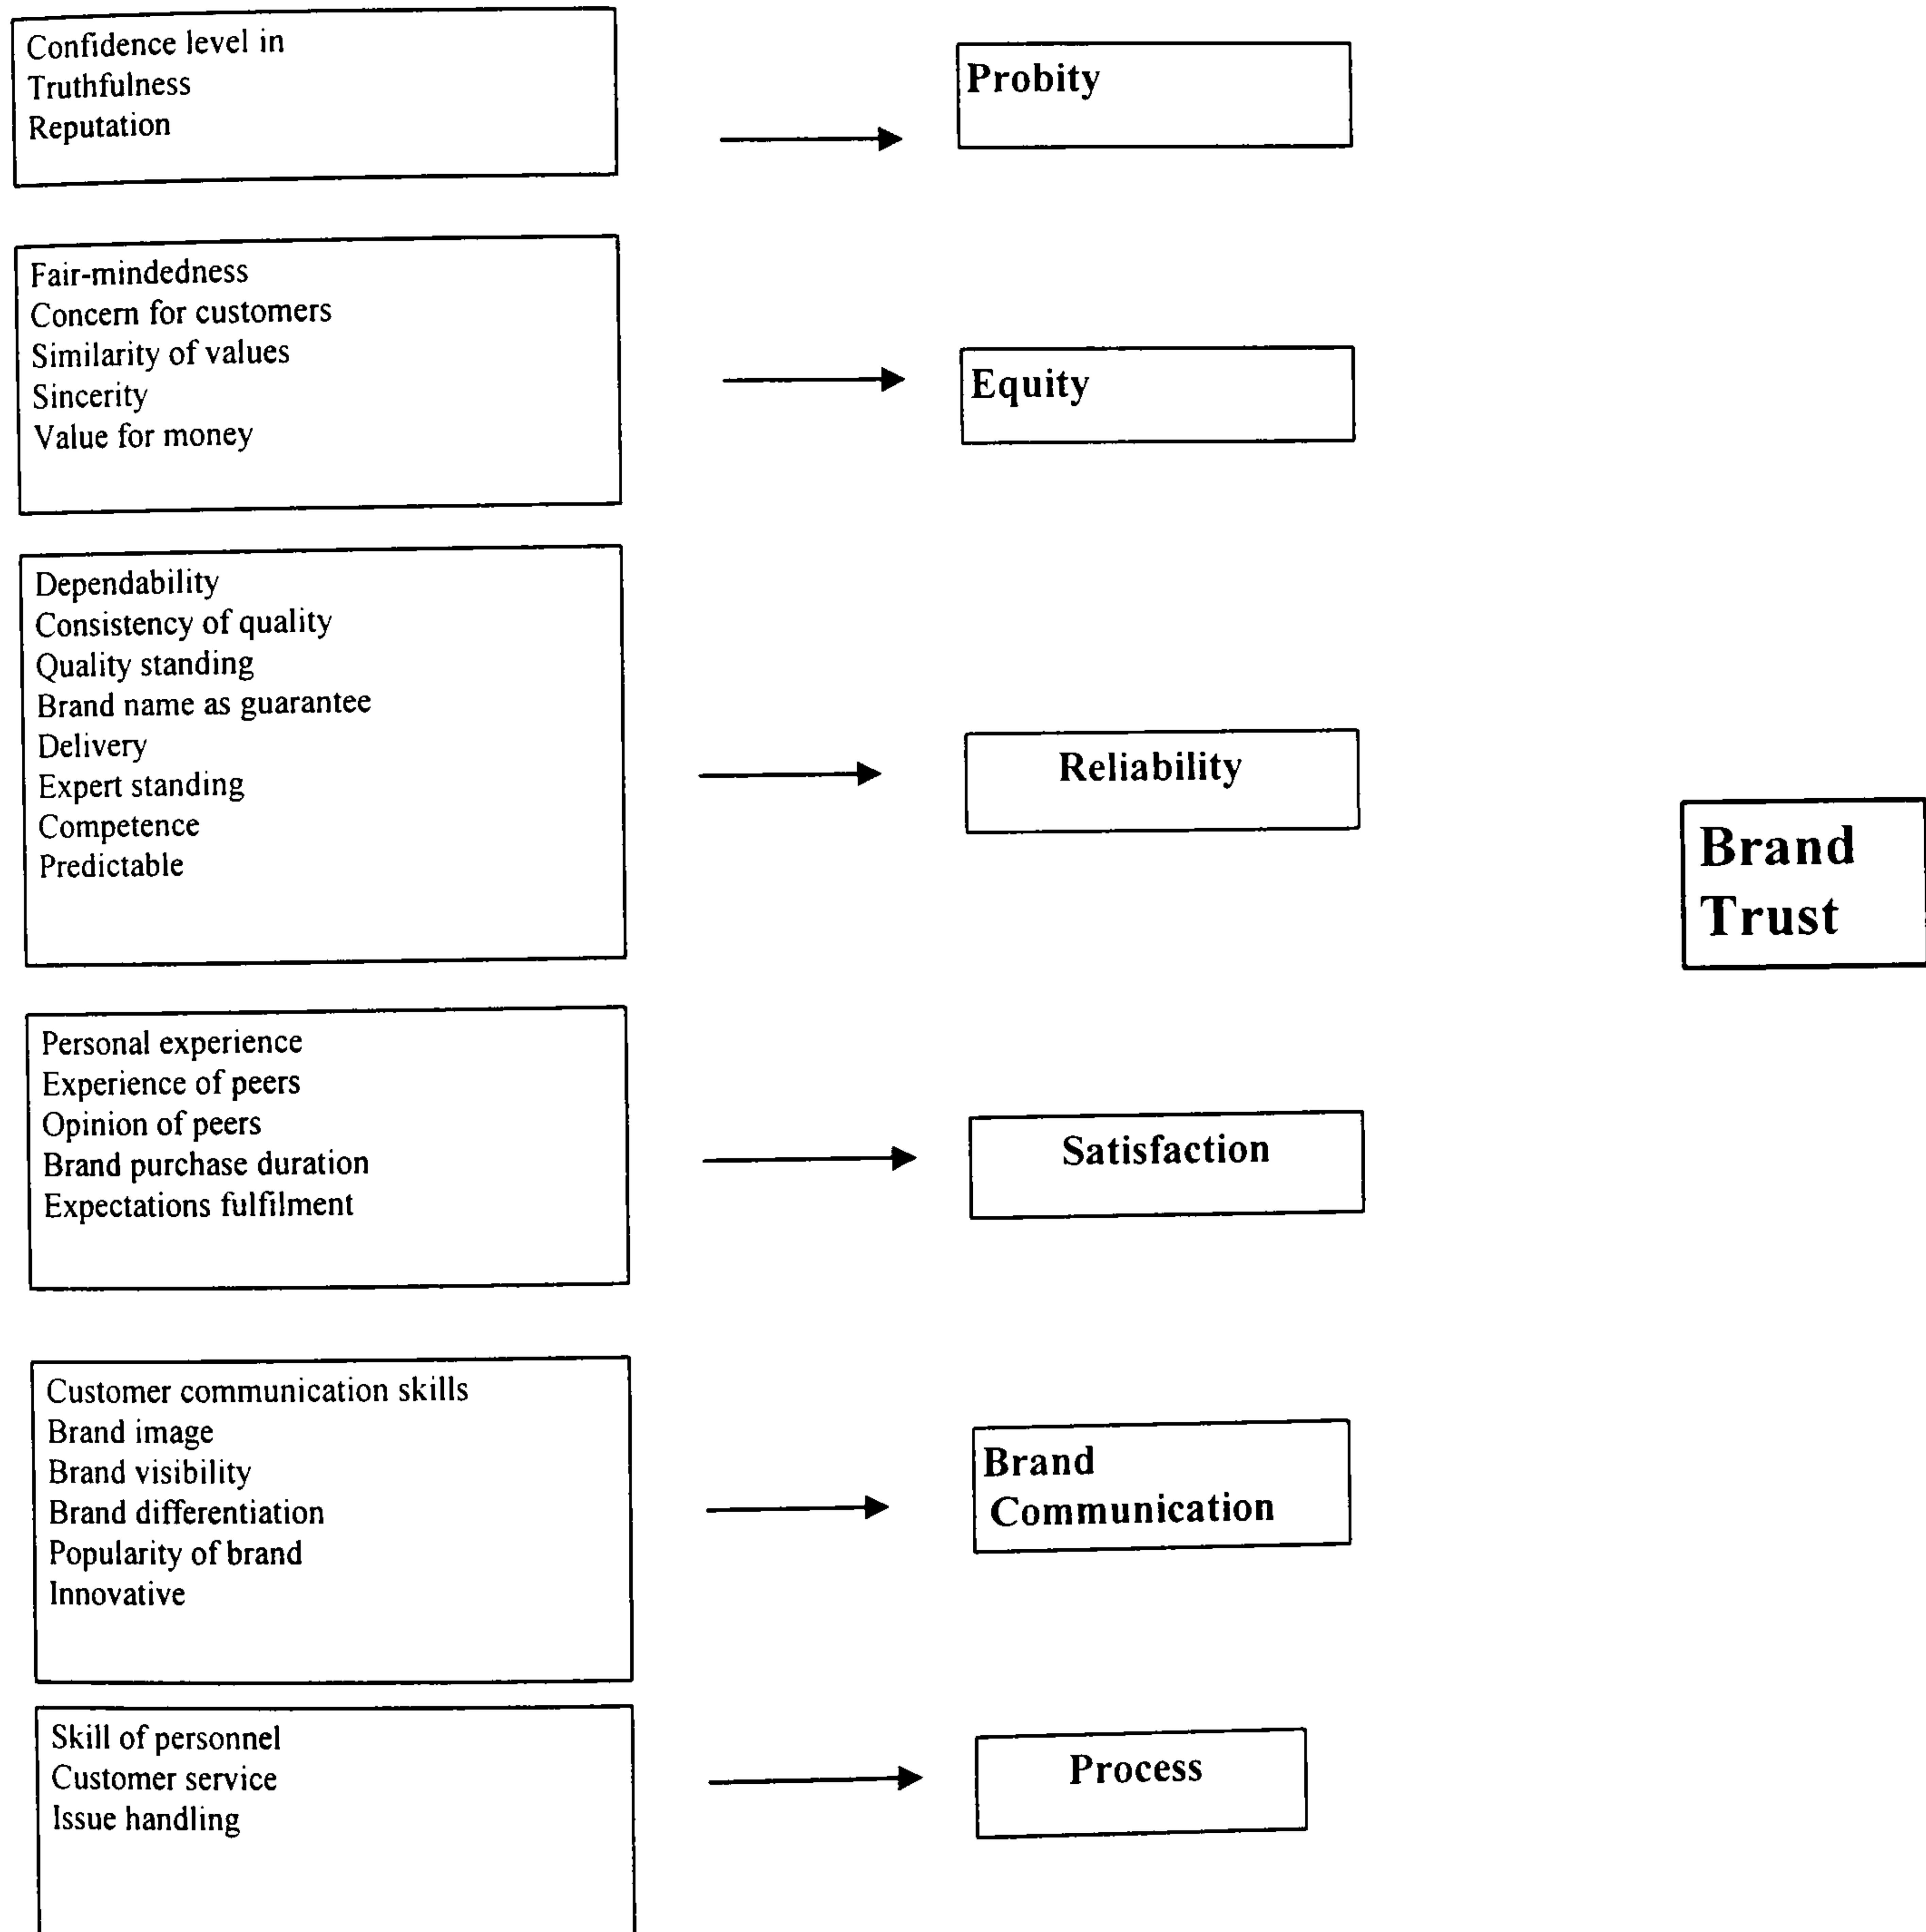 Confidence level in
Truthfulness
Reputation
Probity
Fair-mindedness
Concern for customers
Similarity of values
Sincerity
Value for money
Equity
Dependability
Consistency of quality
Quality standing
Brand name as guarantee
Delivery
Expert standing
Competence
Predictable
Reliability
Brand
Trust
Personal experience
Experience of peers
Opinion of peers
Brand purchase duration
Expectations fulfilment
Satisfaction
Customer communication skills
Brand image
Brand visibility
Brand differentiation
Popularity of brand
Innovative
Brand
Communication
Skill of personnel
Customer service
Issue handling
Process